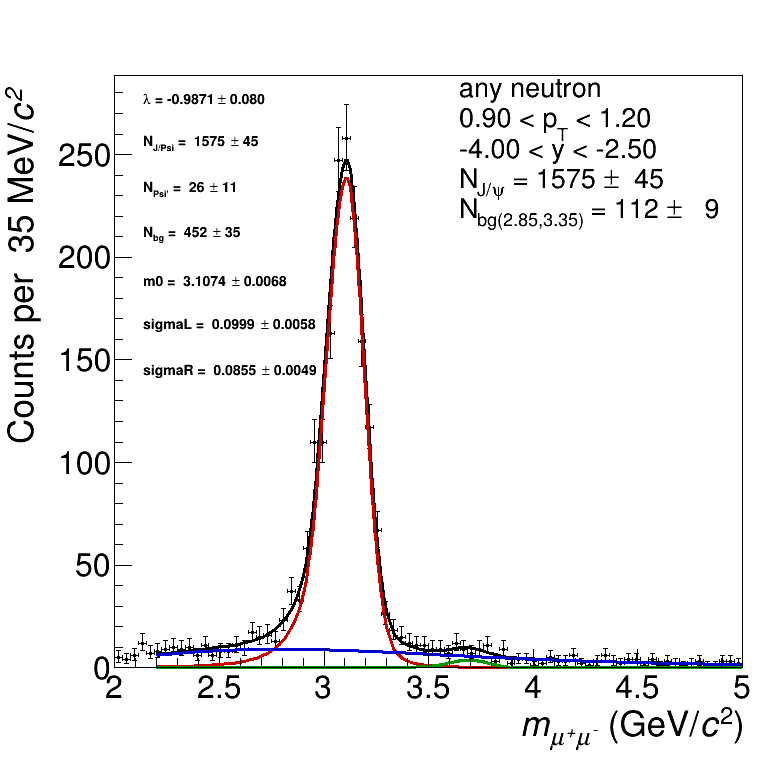 any neutron
λ = -0.9871 ± 0.080
0.90 < p_T < 1.20
N_J/Psi = 1575 ± 45
-4.00 < y < -2.50
N_Psi' = 26 ± 11
N_J/ψ = 1575 ± 45
N_bg(2.85,3.35) = 112 ± 9
N_bg = 452 ± 35
m0 = 3.1074 ± 0.0068
sigmaL = 0.0999 ± 0.0058
sigmaR = 0.0855 ± 0.0049
Counts per 35 MeV/c²
250
200
150
100
50
0
2 2.5 3 3.5 4 4.5 5
m_μ⁺μ⁻ (GeV/c²)